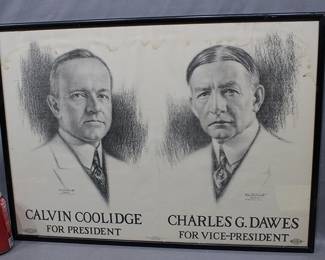 CALVIN COOLIDGE
FOR PRESIDENT
CHARLES G. DAWES
FOR VICE-PRESIDENT